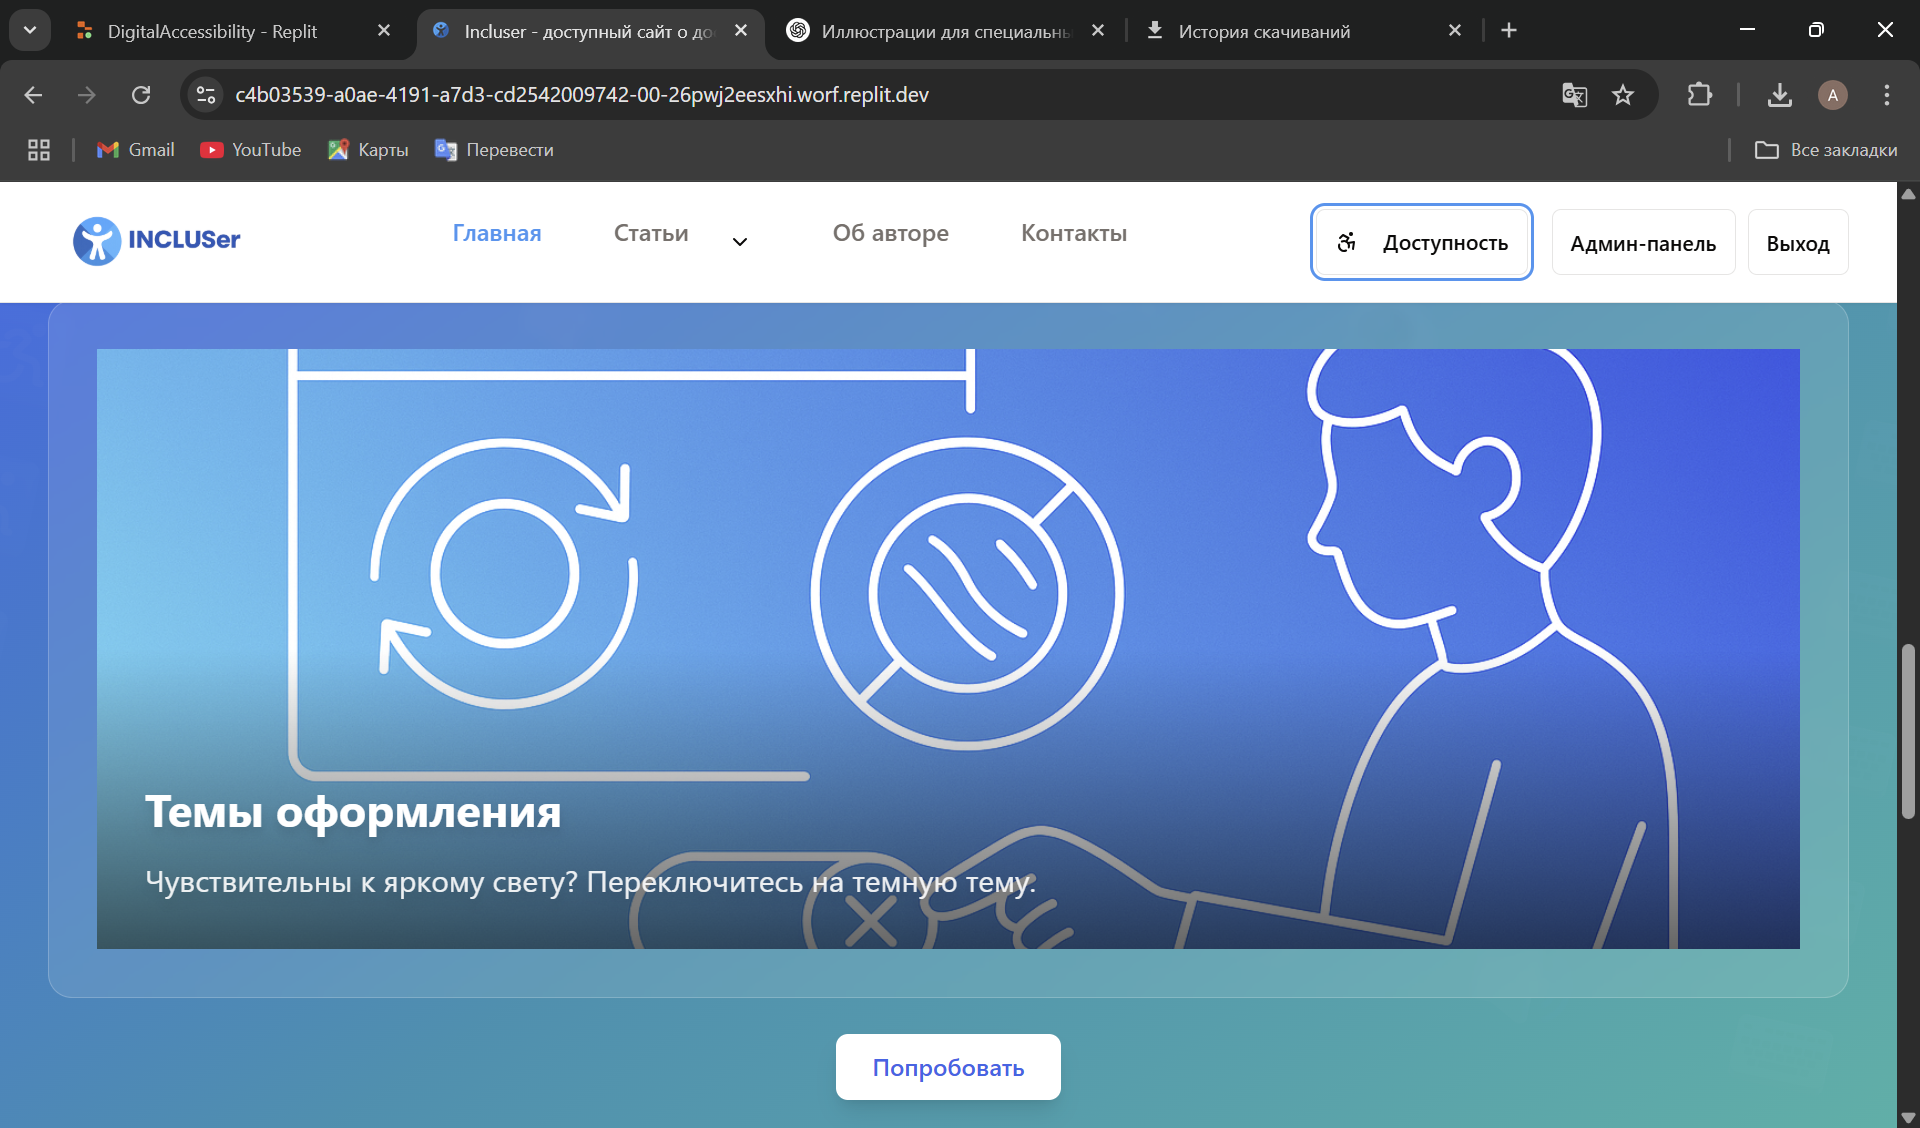 DigitalAccessibility - Replit
Incluser - доступный сайт о до
Иллюстрации для специальны
История скачиваний
c4b03539-a0ae-4191-a7d3-cd2542009742-00-26pwj2eesxhi.worf.replit.dev
A
Gmail
YouTube
Карты
Перевести
Все закладки
INCLUSer
Главная
Статьи
Об авторе
Контакты
Доступность
Админ-панель
Выход
Темы оформления
Чувствительны к яркому свету? Переключитесь на темную тему.
Попробовать